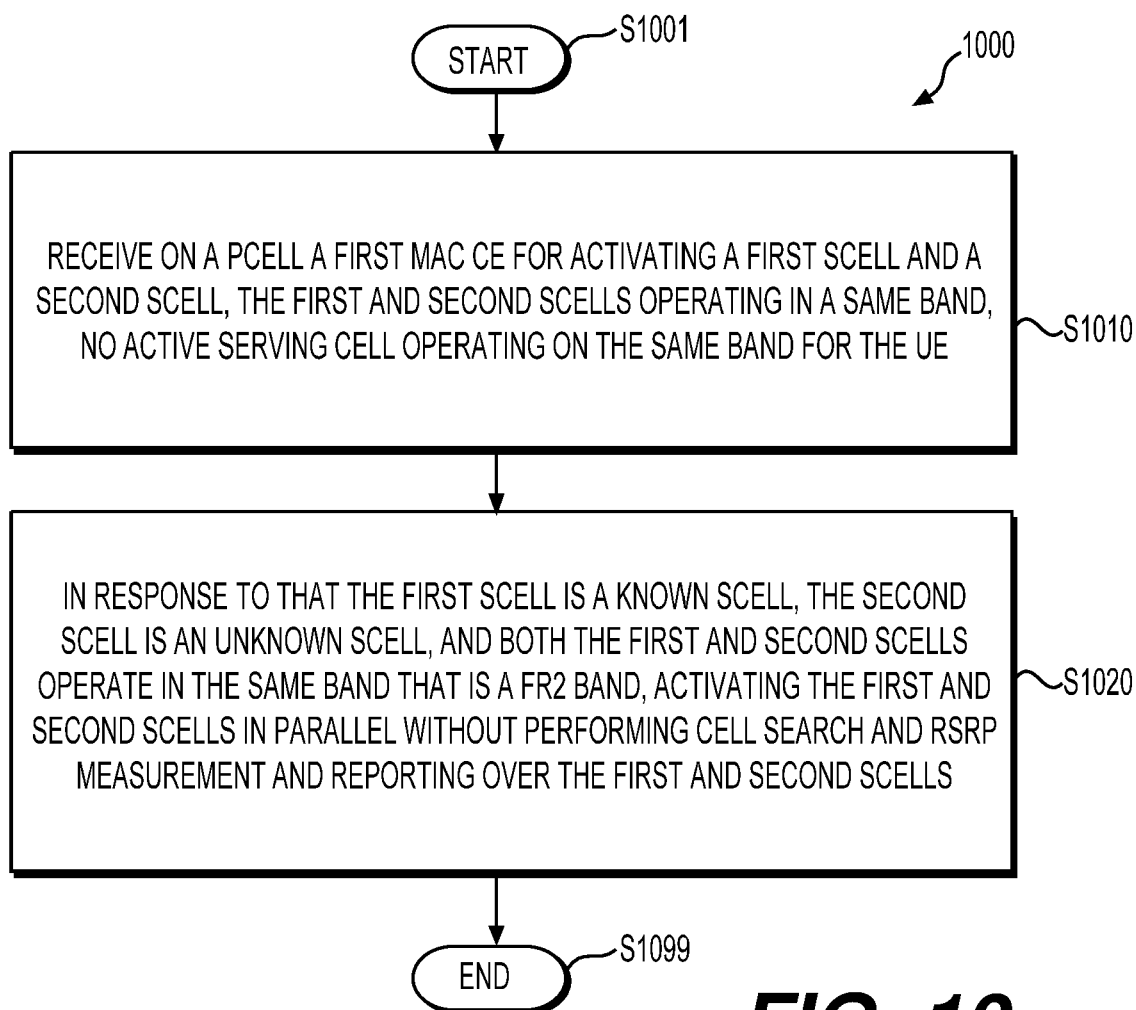 START
S1001
1000
RECEIVE ON A PCELL A FIRST MAC CE FOR ACTIVATING A FIRST SCELL AND A
SECOND SCELL, THE FIRST AND SECOND SCELLS OPERATING IN A SAME BAND,
NO ACTIVE SERVING CELL OPERATING ON THE SAME BAND FOR THE UE
S1010
IN RESPONSE TO THAT THE FIRST SCELL IS A KNOWN SCELL, THE SECOND
SCELL IS AN UNKNOWN SCELL, AND BOTH THE FIRST AND SECOND SCELLS
OPERATE IN THE SAME BAND THAT IS A FR2 BAND, ACTIVATING THE FIRST AND
SECOND SCELLS IN PARALLEL WITHOUT PERFORMING CELL SEARCH AND RSRP
MEASUREMENT AND REPORTING OVER THE FIRST AND SECOND SCELLS
S1020
END
S1099
FIG. 10